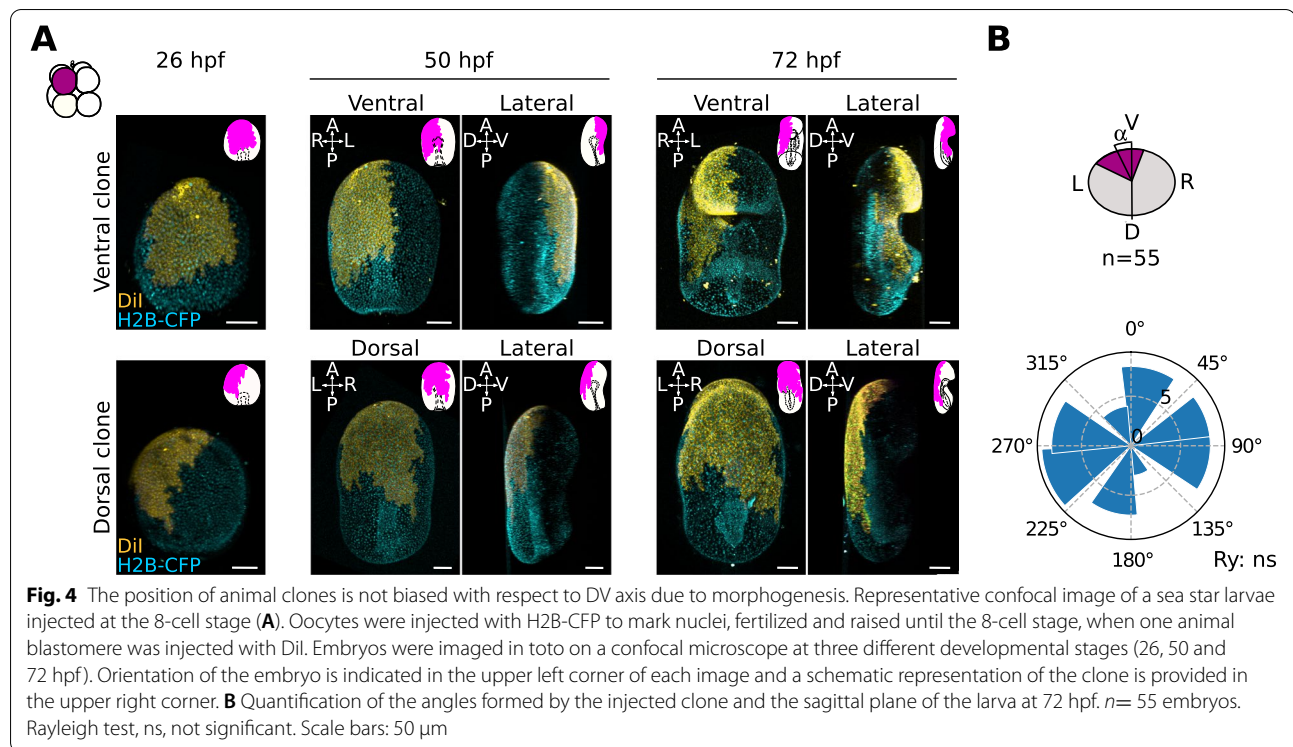 A
B
26 hpf
50 hpf
72 hpf
Ventral
Lateral
Ventral
Lateral
Ventral clone
A
R L
P
A
D V
P
A
R L
P
A
D V
P
DiI
H2B-CFP
α V
L R
D
n=55
Dorsal
Lateral
Dorsal
Lateral
Dorsal clone
A
L R
P
A
D V
P
A
L R
P
A
D V
P
DiI
H2B-CFP
0°
315° 45°
5
0
270° 90°
225° 135°
180°
Ry: ns
Fig. 4 The position of animal clones is not biased with respect to DV axis due to morphogenesis. Representative confocal image of a sea star larvae
injected at the 8-cell stage (A). Oocytes were injected with H2B-CFP to mark nuclei, fertilized and raised until the 8-cell stage, when one animal
blastomere was injected with DiI. Embryos were imaged in toto on a confocal microscope at three different developmental stages (26, 50 and
72 hpf). Orientation of the embryo is indicated in the upper left corner of each image and a schematic representation of the clone is provided in
the upper right corner. B Quantification of the angles formed by the injected clone and the sagittal plane of the larva at 72 hpf. n= 55 embryos.
Rayleigh test, ns, not significant. Scale bars: 50 μm